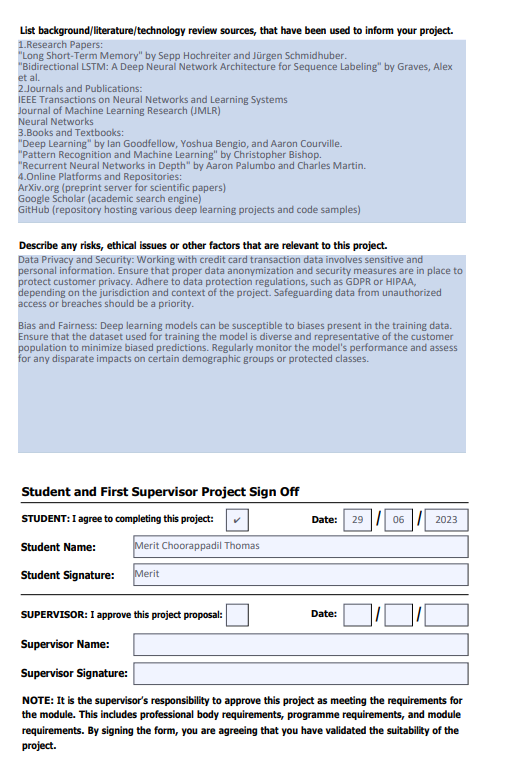 List background/literature/technology review sources, that have been used to inform your project.
1.Research Papers:
"Long Short-Term Memory" by Sepp Hochreiter and Jürgen Schmidhuber.
"Bidirectional LSTM: A Deep Neural Network Architecture for Sequence Labeling" by Graves, Alex
et al.
2.Journals and Publications:
IEEE Transactions on Neural Networks and Learning Systems
Journal of Machine Learning Research (JMLR)
Neural Networks
3.Books and Textbooks:
"Deep Learning" by Ian Goodfellow, Yoshua Bengio, and Aaron Courville.
"Pattern Recognition and Machine Learning" by Christopher Bishop.
"Recurrent Neural Networks in Depth" by Aaron Palumbo and Charles Martin.
4.Online Platforms and Repositories:
ArXiv.org (preprint server for scientific papers)
Google Scholar (academic search engine)
GitHub (repository hosting various deep learning projects and code samples)
Describe any risks, ethical issues or other factors that are relevant to this project.
Data Privacy and Security: Working with credit card transaction data involves sensitive and
personal information. Ensure that proper data anonymization and security measures are in place to
protect customer privacy. Adhere to data protection regulations, such as GDPR or HIPAA,
depending on the jurisdiction and context of the project. Safeguarding data from unauthorized
access or breaches should be a priority.
Bias and Fairness: Deep learning models can be susceptible to biases present in the training data.
Ensure that the dataset used for training the model is diverse and representative of the customer
population to minimize biased predictions. Regularly monitor the model's performance and assess
for any disparate impacts on certain demographic groups or protected classes.
Student and First Supervisor Project Sign Off
STUDENT: I agree to completing this project: ✔ Date: 29 / 06 / 2023
Student Name: Merit Choorappadil Thomas
Student Signature: Merit
SUPERVISOR: I approve this project proposal: Date: / /
Supervisor Name:
Supervisor Signature:
NOTE: It is the supervisor's responsibility to approve this project as meeting the requirements for
the module. This includes professional body requirements, programme requirements, and module
requirements. By signing the form, you are agreeing that you have validated the suitability of the
project.